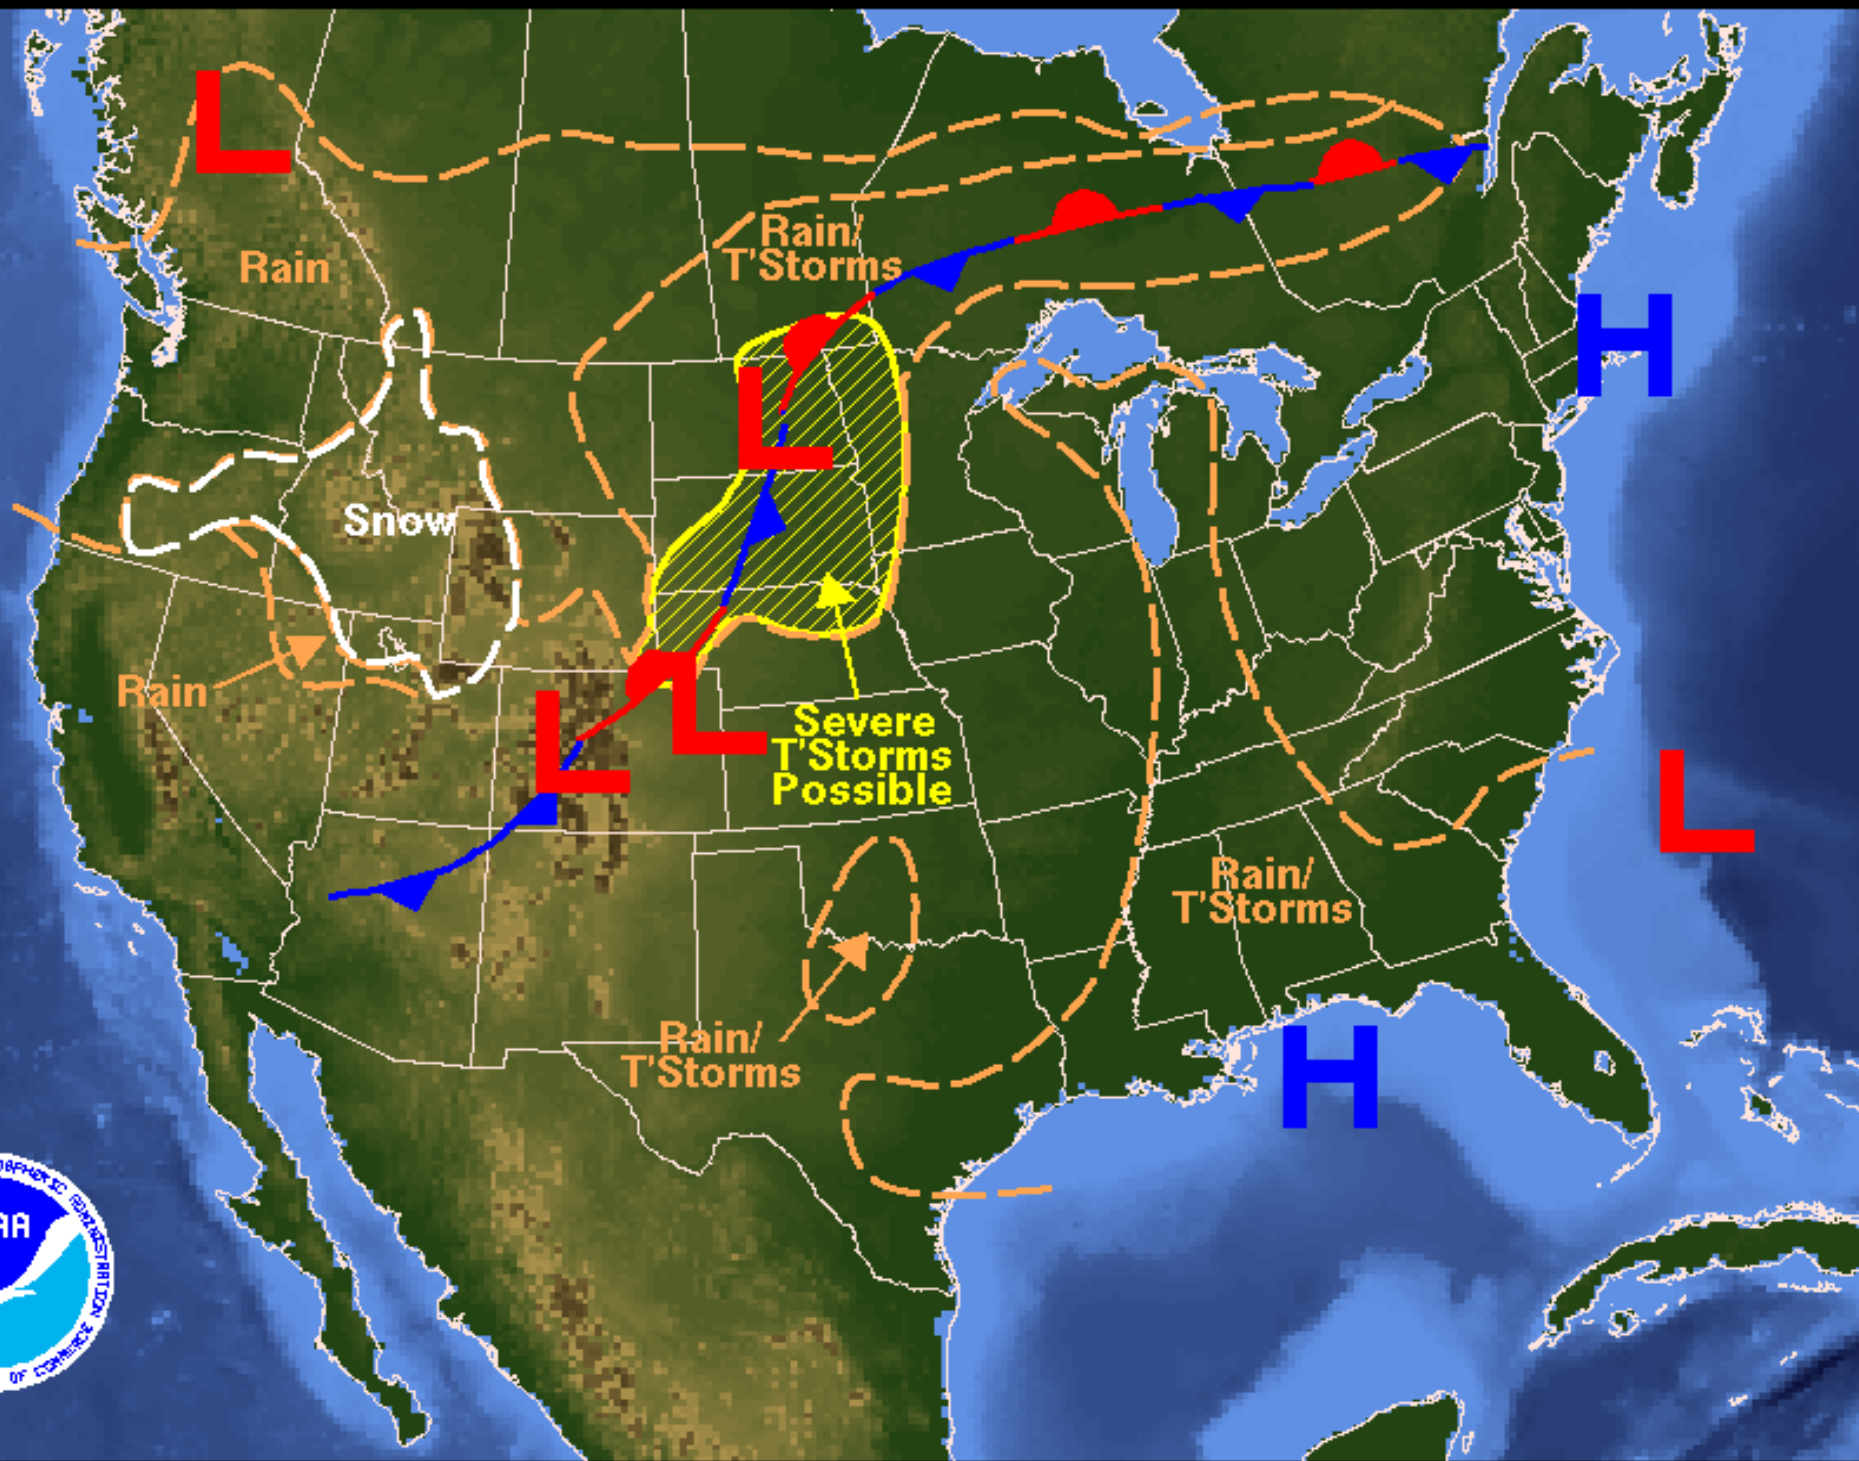 L
Rain
Rain/
T'Storms
H
L
Snow
Rain
L
L
Severe
T'Storms
Possible
L
Rain/
T'Storms
Rain/
T'Storms
H